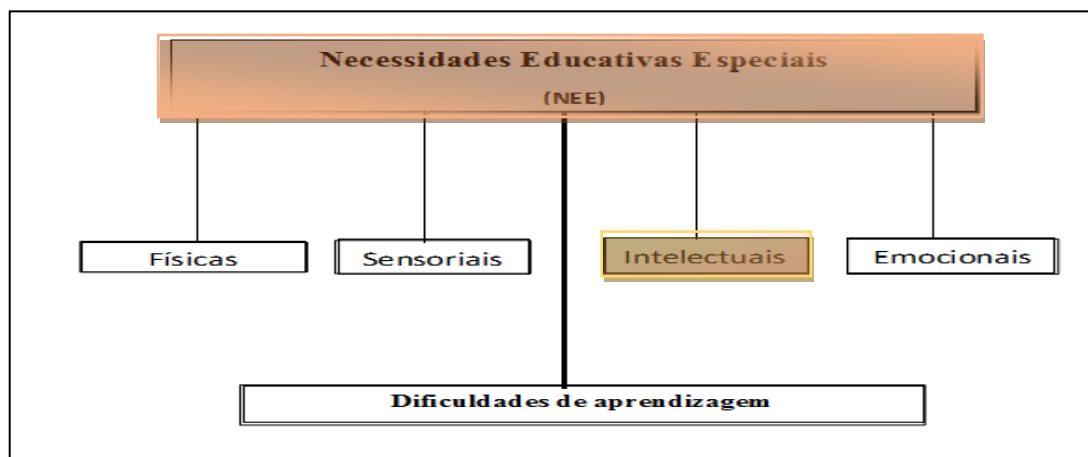 Necessidades Educativas Especiais
(NEE)
Físicas
Sensoriais
Intelectuais
Emocionais
Dificuldades de aprendizagem